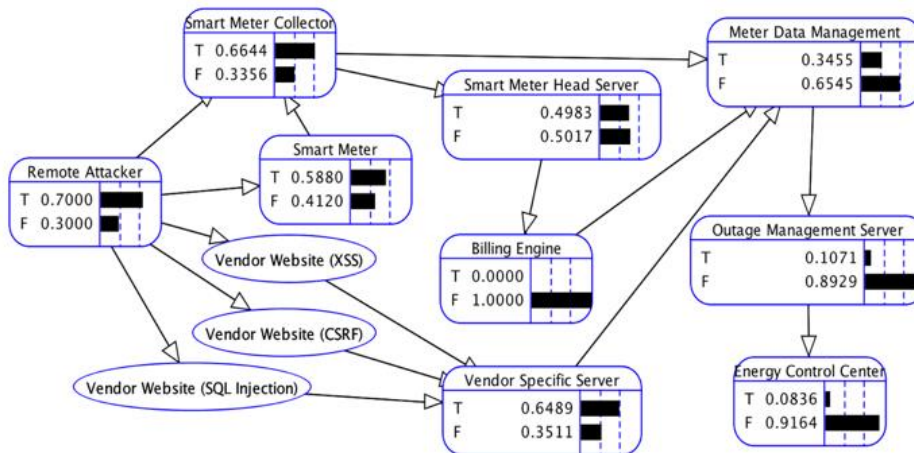 Smart Meter Collector
T 0.6644
F 0.3356
Meter Data Management
T 0.3455
F 0.6545
Smart Meter Head Server
T 0.4983
F 0.5017
Smart Meter
T 0.5880
F 0.4120
Remote Attacker
T 0.7000
F 0.3000
Vendor Website (XSS)
Billing Engine
T 0.0000
F 1.0000
Outage Management Server
T 0.1071
F 0.8929
Vendor Website (CSRF)
Vendor Website (SQL Injection)
Vendor Specific Server
T 0.6489
F 0.3511
Energy Control Center
T 0.0836
F 0.9164